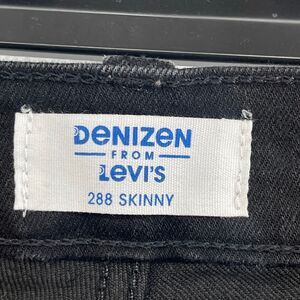 DENIZEN
FROM
LEVI'S
288 SKINNY